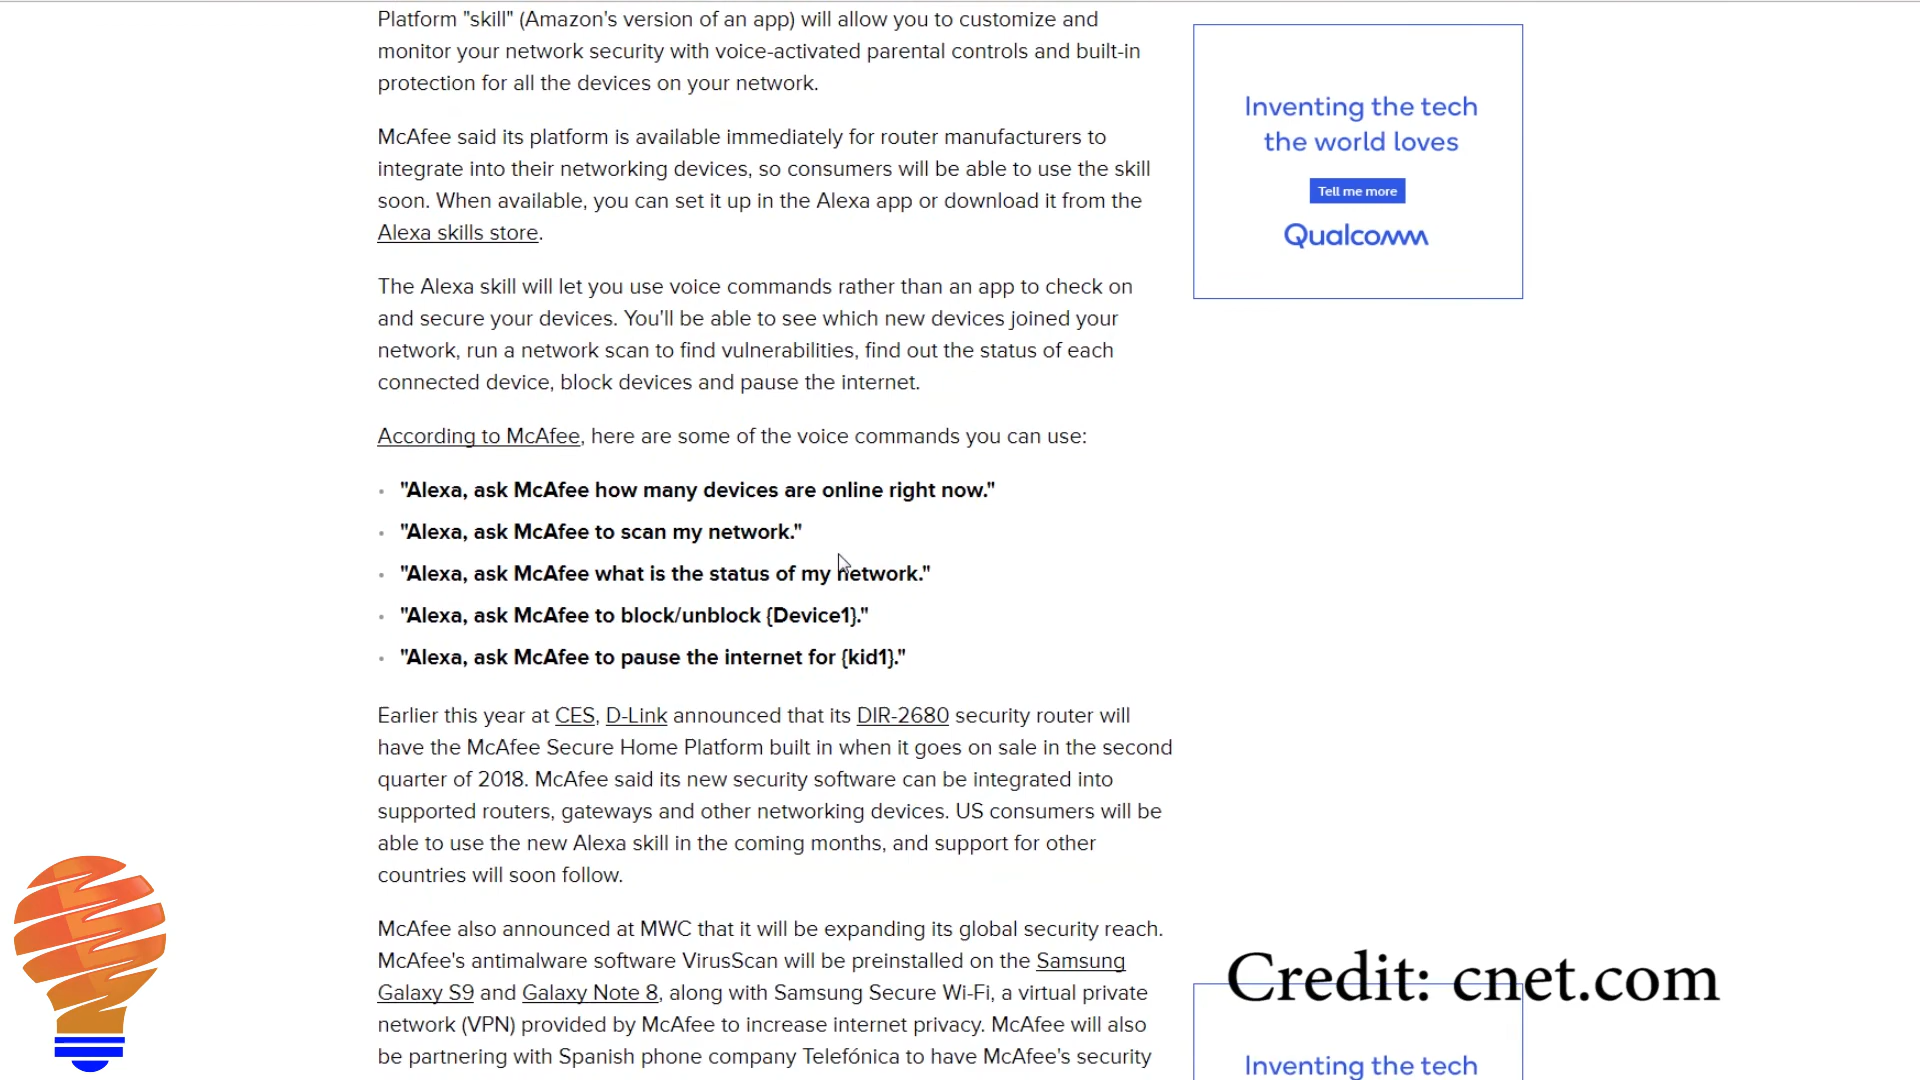 Platform "skill" (Amazon's version of an app) will allow you to customize and
monitor your network security with voice-activated parental controls and built-in
protection for all the devices on your network.
McAfee said its platform is available immediately for router manufacturers to
integrate into their networking devices, so consumers will be able to use the skill
soon. When available, you can set it up in the Alexa app or download it from the
Alexa skills store.
The Alexa skill will let you use voice commands rather than an app to check on
and secure your devices. You'll be able to see which new devices joined your
network, run a network scan to find vulnerabilities, find out the status of each
connected device, block devices and pause the internet.
According to McAfee, here are some of the voice commands you can use:
"Alexa, ask McAfee how many devices are online right now."
"Alexa, ask McAfee to scan my network."
"Alexa, ask McAfee what is the status of my network."
"Alexa, ask McAfee to block/unblock {Device1}."
"Alexa, ask McAfee to pause the internet for {kid1}."
Earlier this year at CES, D-Link announced that its DIR-2680 security router will
have the McAfee Secure Home Platform built in when it goes on sale in the second
quarter of 2018. McAfee said its new security software can be integrated into
supported routers, gateways and other networking devices. US consumers will be
able to use the new Alexa skill in the coming months, and support for other
countries will soon follow.
McAfee also announced at MWC that it will be expanding its global security reach.
McAfee's antimalware software VirusScan will be preinstalled on the Samsung
Galaxy S9 and Galaxy Note 8, along with Samsung Secure Wi-Fi, a virtual private
network (VPN) provided by McAfee to increase internet privacy. McAfee will also
be partnering with Spanish phone company Telefónica to have McAfee's security
Inventing the tech
the world loves
Tell me more
Qualcomm
Credit: cnet.com
Inventing the tech